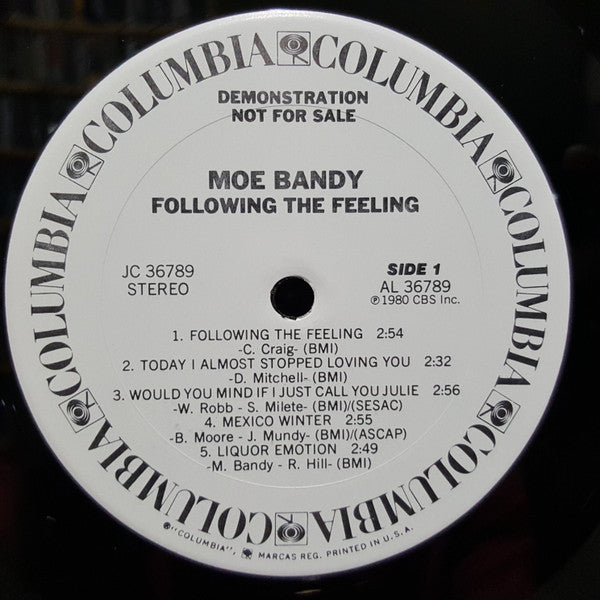 COLUMBIA COLUMBIA COLUMBIA COLUMBIA COLUMBIA COLUMBIA COLUMBIA COLUMBIA
DEMONSTRATION
NOT FOR SALE
MOE BANDY
FOLLOWING THE FEELING
JC 36789
STEREO
SIDE 1
AL 36789
℗ 1980 CBS Inc.
1. FOLLOWING THE FEELING 2:54
-C. Craig- (BMI)
2. TODAY I ALMOST STOPPED LOVING YOU 2:32
-D. Mitchell- (BMI)
3. WOULD YOU MIND IF I JUST CALL YOU JULIE 2:56
-W. Robb - S. Milete- (BMI)/(SESAC)
4. MEXICO WINTER 2:55
-B. Moore - J. Mundy- (BMI)/(ASCAP)
5. LIQUOR EMOTION 2:49
-M. Bandy - R. Hill- (BMI)
®"COLUMBIA", MARCAS REG. PRINTED IN U.S.A.